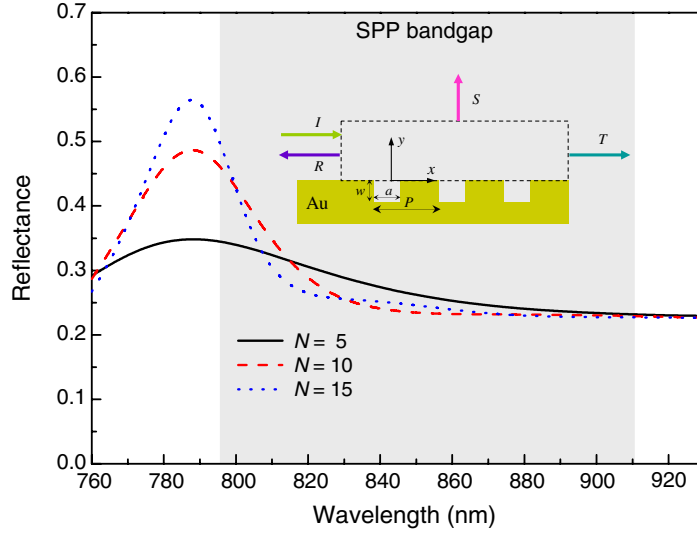 SPP bandgap
0.7
0.6
0.5
0.4
0.3
0.2
0.1
0.0
Reflectance
I
R
S
T
y
x
w
a
P
Au
N = 5
N = 10
N = 15
760 780 800 820 840 860 880 900 920
Wavelength (nm)